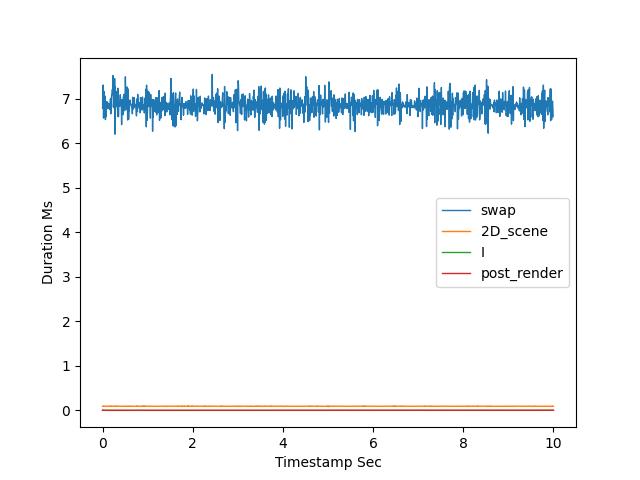 7
6
5
4
3
2
1
0
Duration Ms
swap
2D_scene
I
post_render
0 2 4 6 8 10
Timestamp Sec